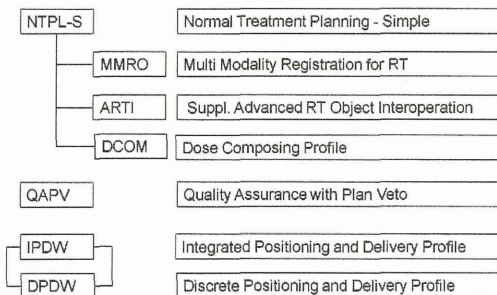 NTPL-S Normal Treatment Planning - Simple
MMRO Multi Modality Registration for RT
ARTI Suppl. Advanced RT Object Interoperation
DCOM Dose Composing Profile
QAPV Quality Assurance with Plan Veto
IPDW Integrated Positioning and Delivery Profile
DPDW Discrete Positioning and Delivery Profile